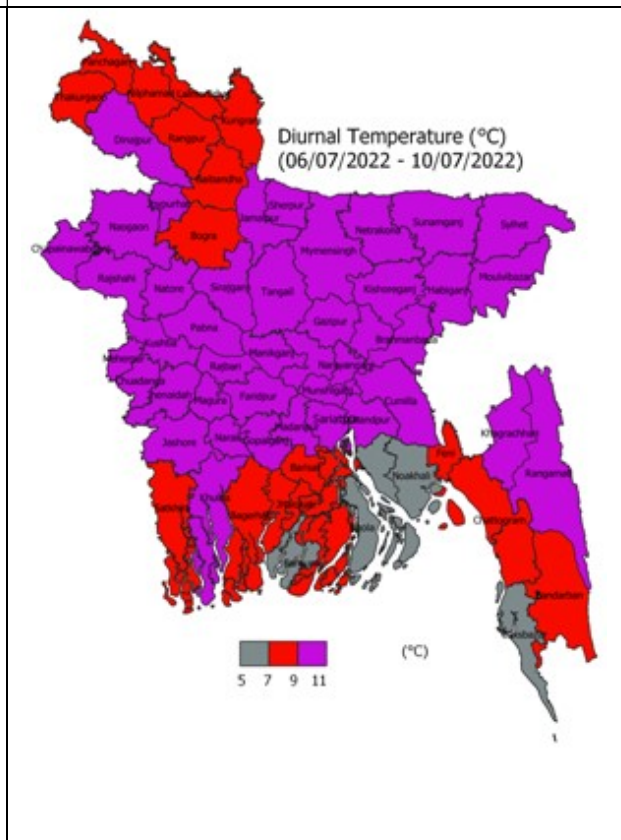 Panchagarh
Thakurgaon
Nilphamari
Lalmonirhat
Kurigram
Diurnal Temperature (°C)
Dinajpur
Rangpur
(06/07/2022 - 10/07/2022)
Gaibandha
Joypurhat
Sherpur
Naogaon
Jamalpur
Netrakona
Sunamganj
Sylhet
Bogra
Chapainawabganj
Mymensingh
Moulvibazar
Rajshahi
Natore
Sirajganj
Tangail
Kishoreganj
Habiganj
Pabna
Gazipur
Kushtia
Brahmanbaria
Meherpur
Manikganj
Rajbari
Narayanganj
Chuadanga
Jhenaidah
Magura
Faridpur
Munshiganj
Cumilla
Madaripur
Shariatpur
Chandpur
Jashore
Narail
Gopalganj
Khagrachhari
Barisal
Feni
Rangamati
Satkhira
Khulna
Bagerhat
Noakhali
Chattogram
Bhola
Bandarban
(°C)
5 7 9 11